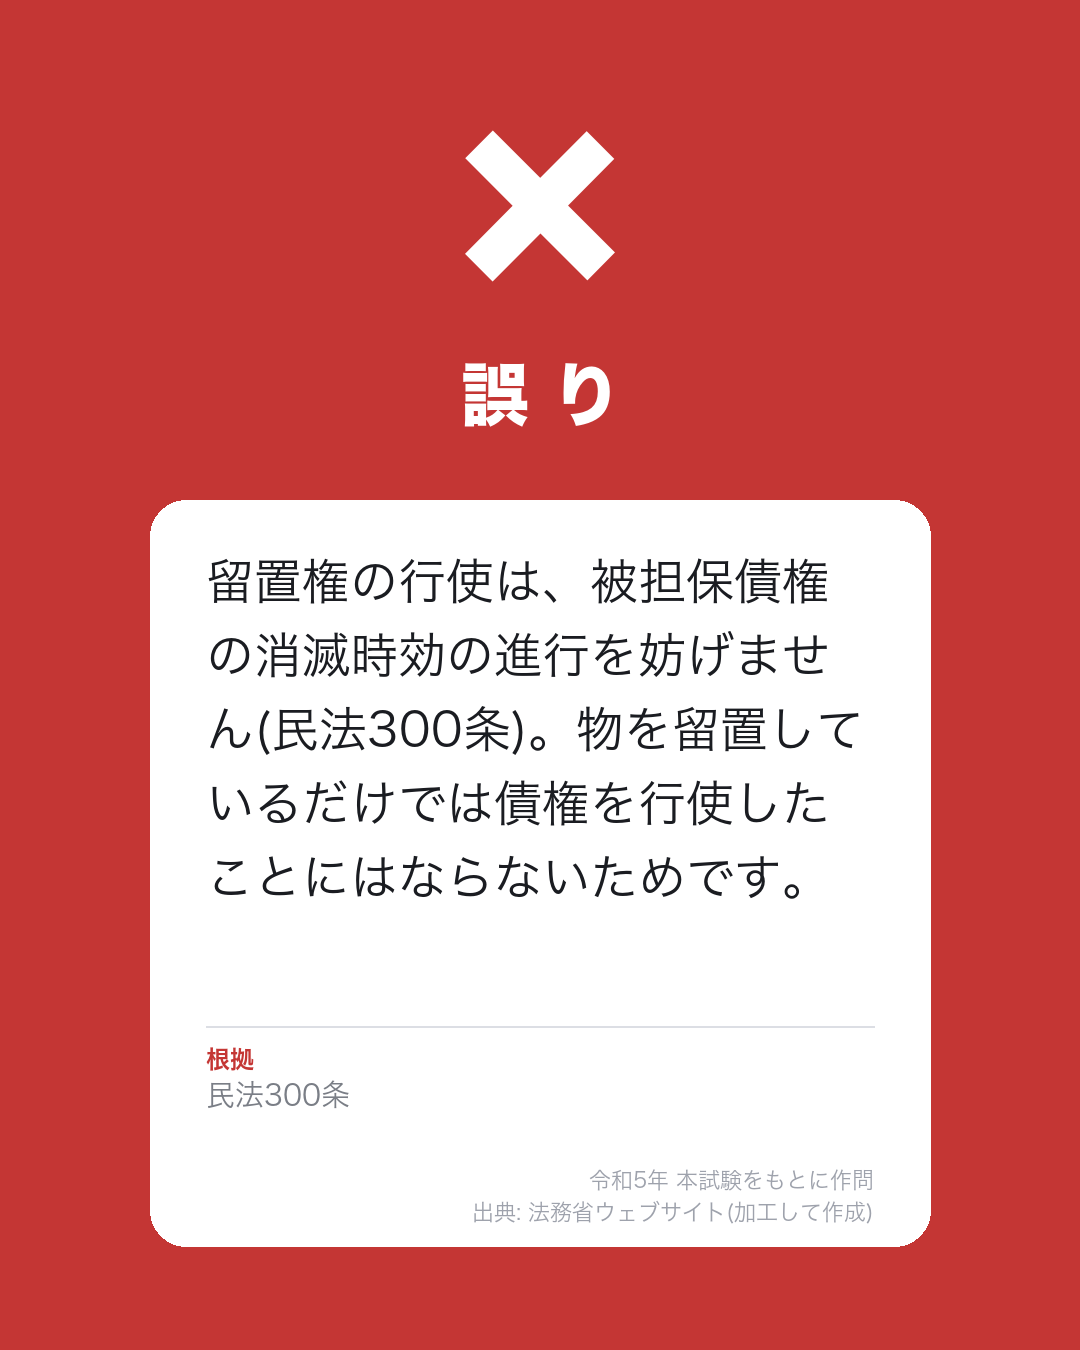 誤り
留置権の行使は、被担保債権
の消滅時効の進行を妨げませ
ん(民法300条)。物を留置して
いるだけでは債権を行使した
ことにはならないためです。
根拠
民法300条
令和5年 本試験をもとに作問
出典: 法務省ウェブサイト(加工して作成)